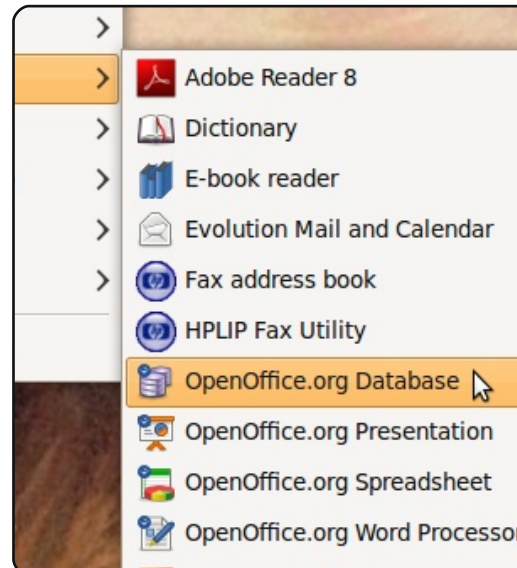 Adobe Reader 8
Dictionary
E-book reader
Evolution Mail and Calendar
Fax address book
HPLIP Fax Utility
OpenOffice.org Database
OpenOffice.org Presentation
OpenOffice.org Spreadsheet
OpenOffice.org Word Processor